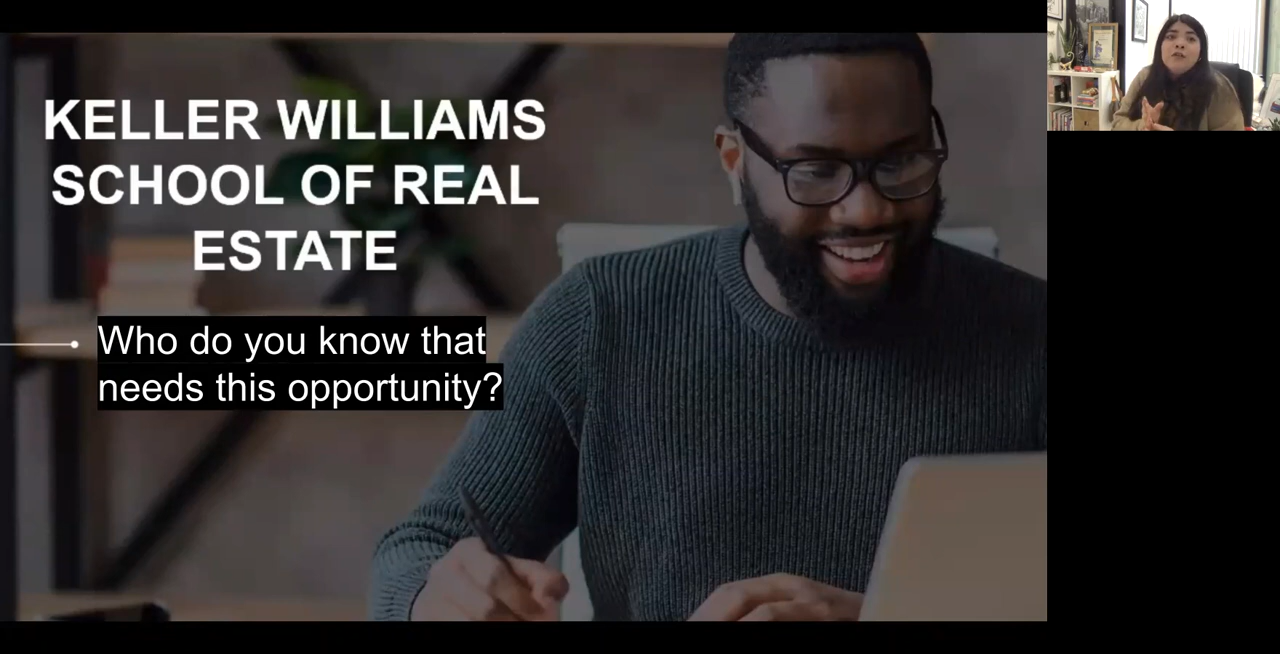 KELLER WILLIAMS
SCHOOL OF REAL
ESTATE
Who do you know that
needs this opportunity?